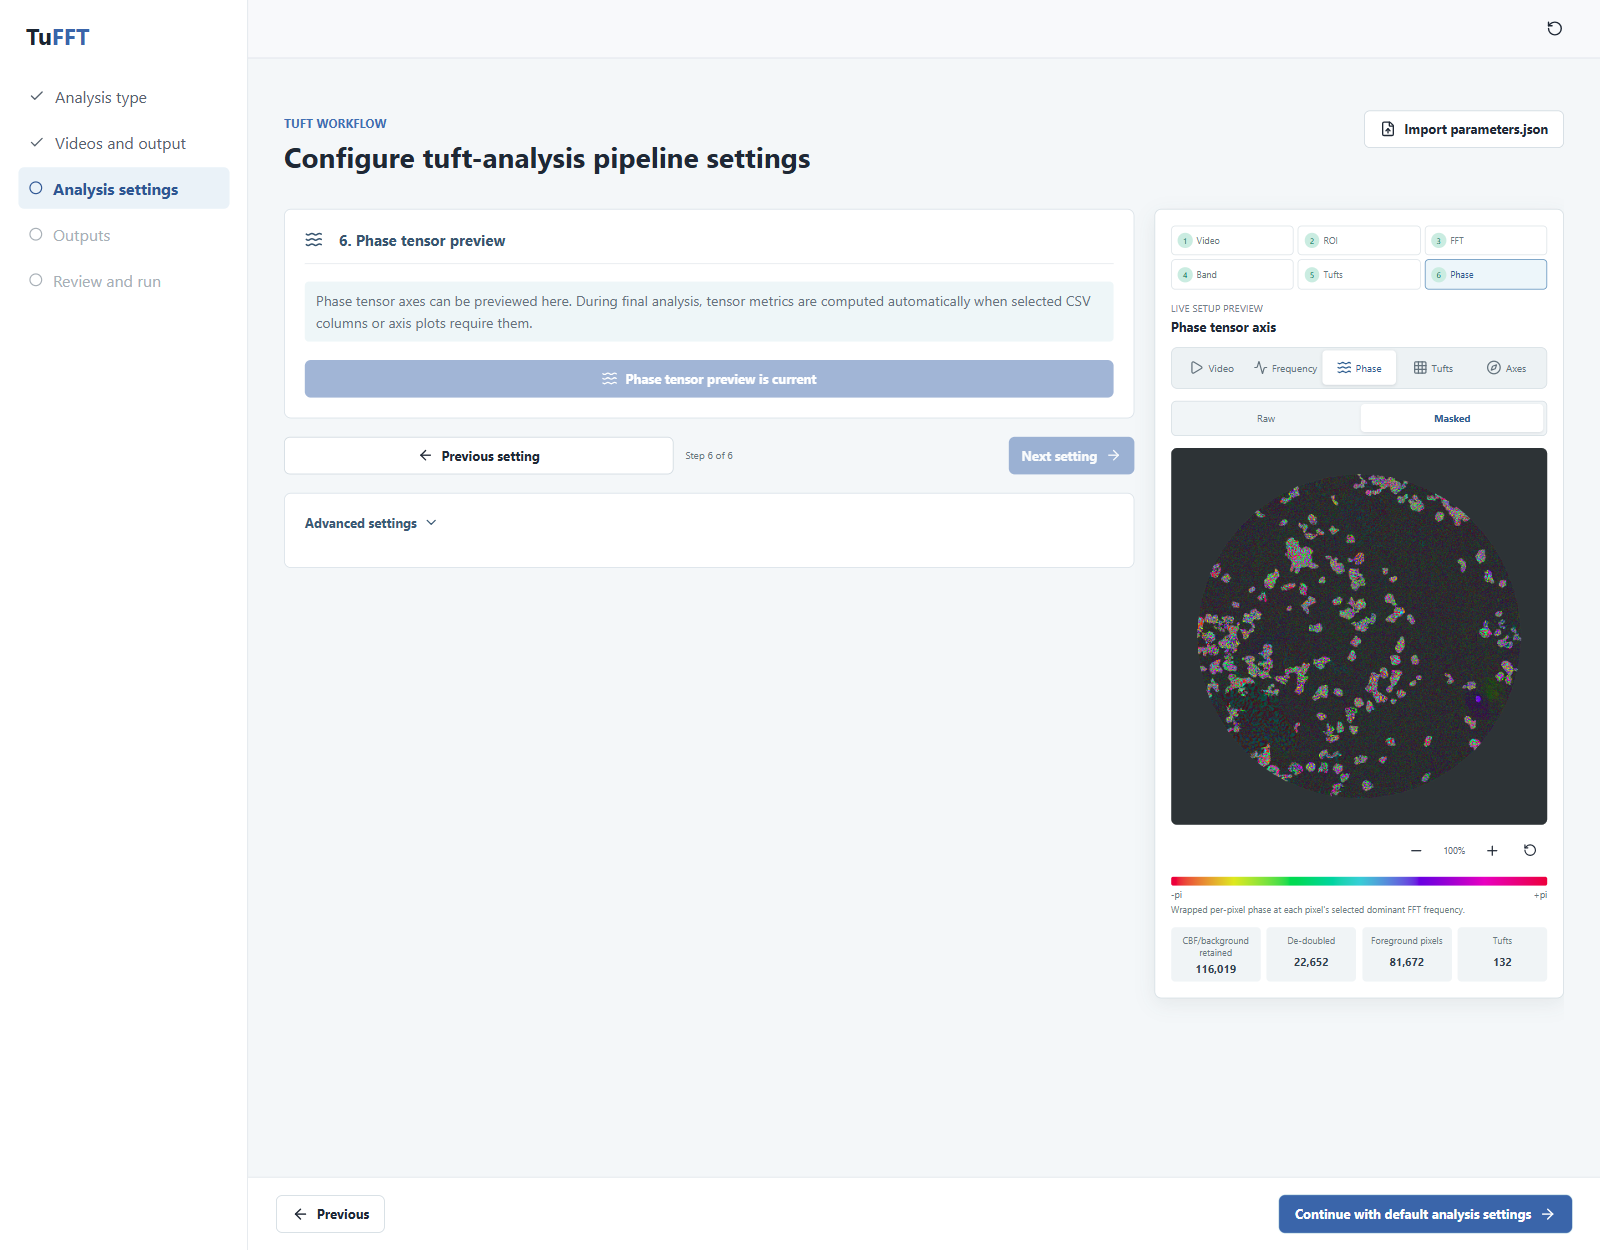 TuFFT
Analysis type
Videos and output
Analysis settings
Outputs
Review and run
TUFT WORKFLOW
Configure tuft-analysis pipeline settings
Import parameters.json
6. Phase tensor preview
Phase tensor axes can be previewed here. During final analysis, tensor metrics are computed automatically when selected CSV
columns or axis plots require them.
Phase tensor preview is current
Previous setting
Step 6 of 6
Next setting
Advanced settings
1 Video
2 ROI
3 FFT
4 Band
5 Tufts
6 Phase
LIVE SETUP PREVIEW
Phase tensor axis
Video
Frequency
Phase
Tufts
Axes
Raw
Masked
100%
-pi
+pi
Wrapped per-pixel phase at each pixel's selected dominant FFT frequency.
CBF/background
retained
116,019
De-doubled
22,652
Foreground pixels
81,672
Tufts
132
Previous
Continue with default analysis settings